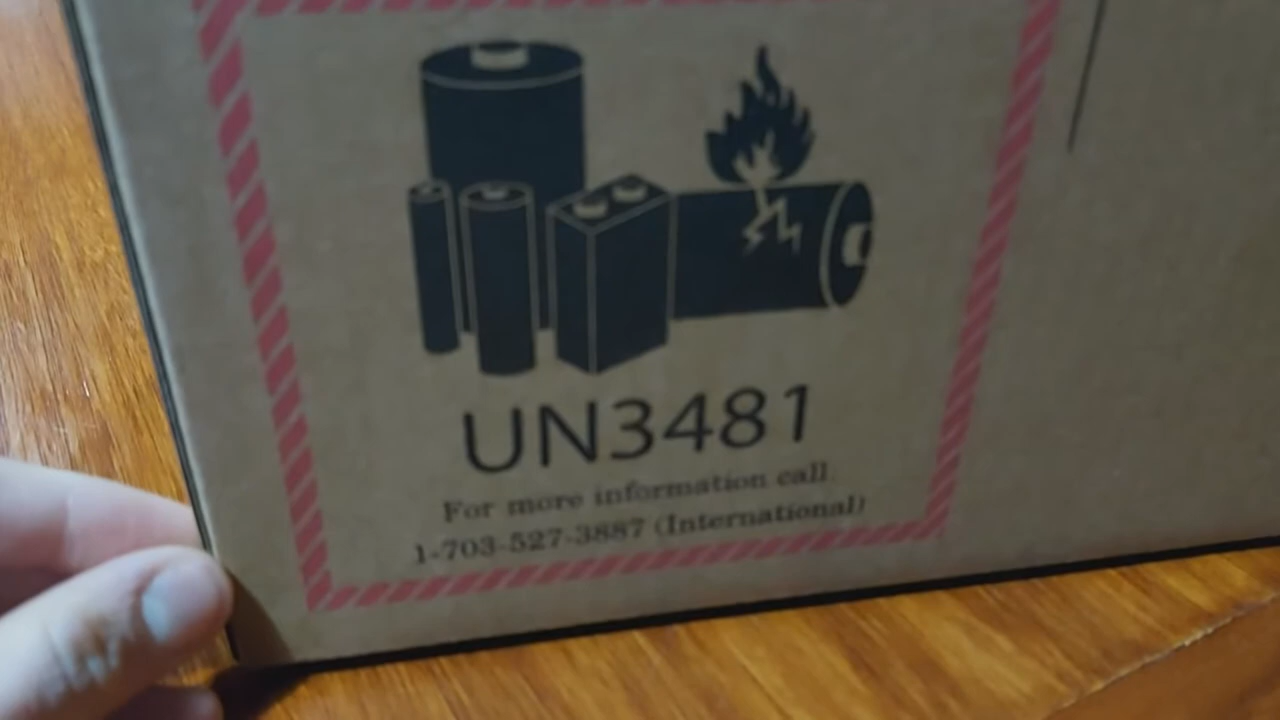 UN3481
For more information call
1-703-527-3887 (International)